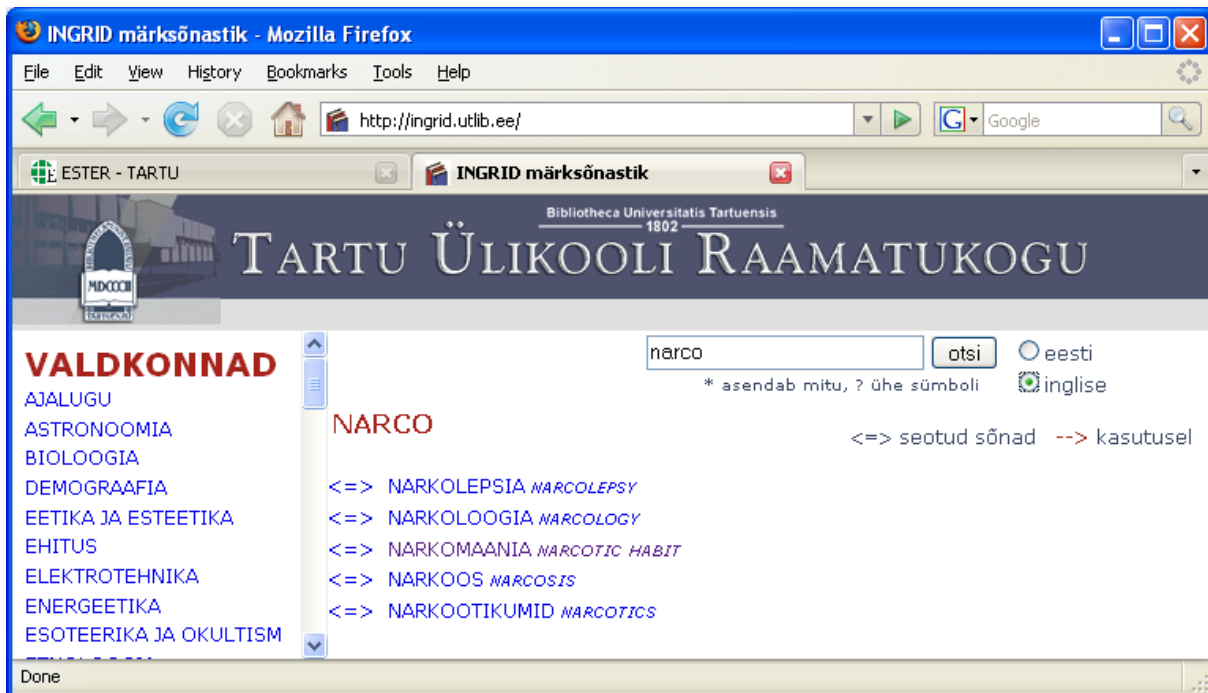 INGRID märksõnastik - Mozilla Firefox
File Edit View History Bookmarks Tools Help
http://ingrid.utlib.ee/ G Google
ESTER - TARTU INGRID märksõnastik
Bibliotheca Universitatis Tartuensis
1802
TARTU ÜLIKOOLI RAAMATUKOGU
MDCCCII
VALDKONNAD
AJALUGU
ASTRONOOMIA
BIOLOOGIA
DEMOGRAAFIA
EETIKA JA ESTEETIKA
EHITUS
ELEKTROTEHNIKA
ENERGEETIKA
ESOTEERIKA JA OKULTISM
narco otsi eesti
* asendab mitu, ? ühe sümboli inglise
NARCO
<=> seotud sõnad --> kasutusel
<=> NARKOLEPSIA NARCOLEPSY
<=> NARKOLOOGIA NARCOLOGY
<=> NARKOMAANIA NARCOTIC HABIT
<=> NARKOOS NARCOSIS
<=> NARKOOTIKUMID NARCOTICS
Done